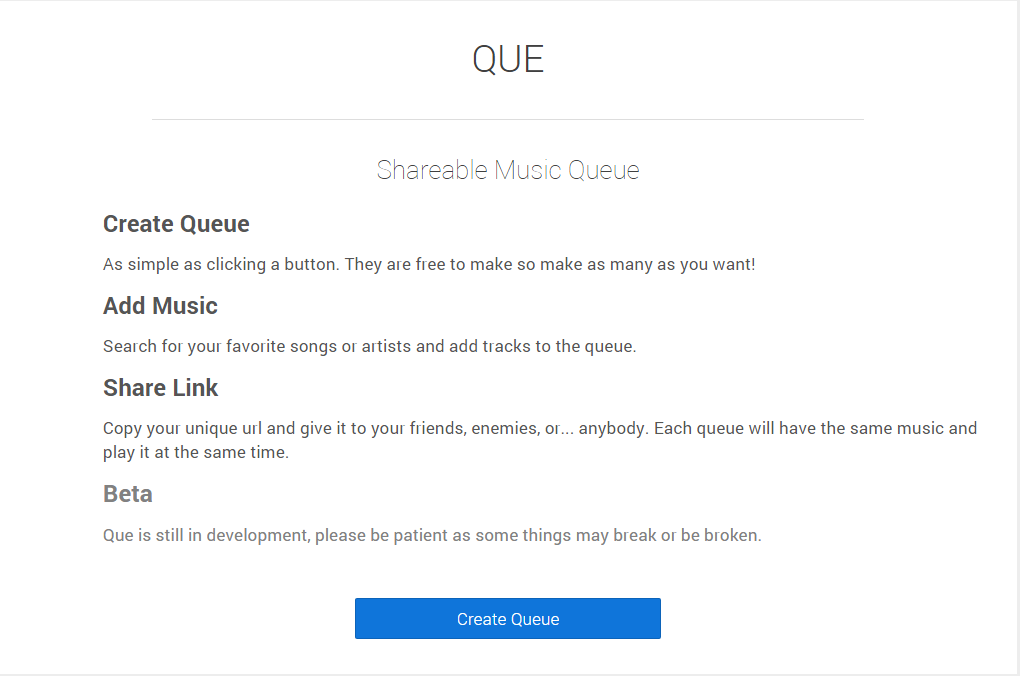 QUE
Shareable Music Queue
Create Queue
As simple as clicking a button. They are free to make so make as many as you want!
Add Music
Search for your favorite songs or artists and add tracks to the queue.
Share Link
Copy your unique url and give it to your friends, enemies, or... anybody. Each queue will have the same music and
play it at the same time.
Beta
Que is still in development, please be patient as some things may break or be broken.
Create Queue